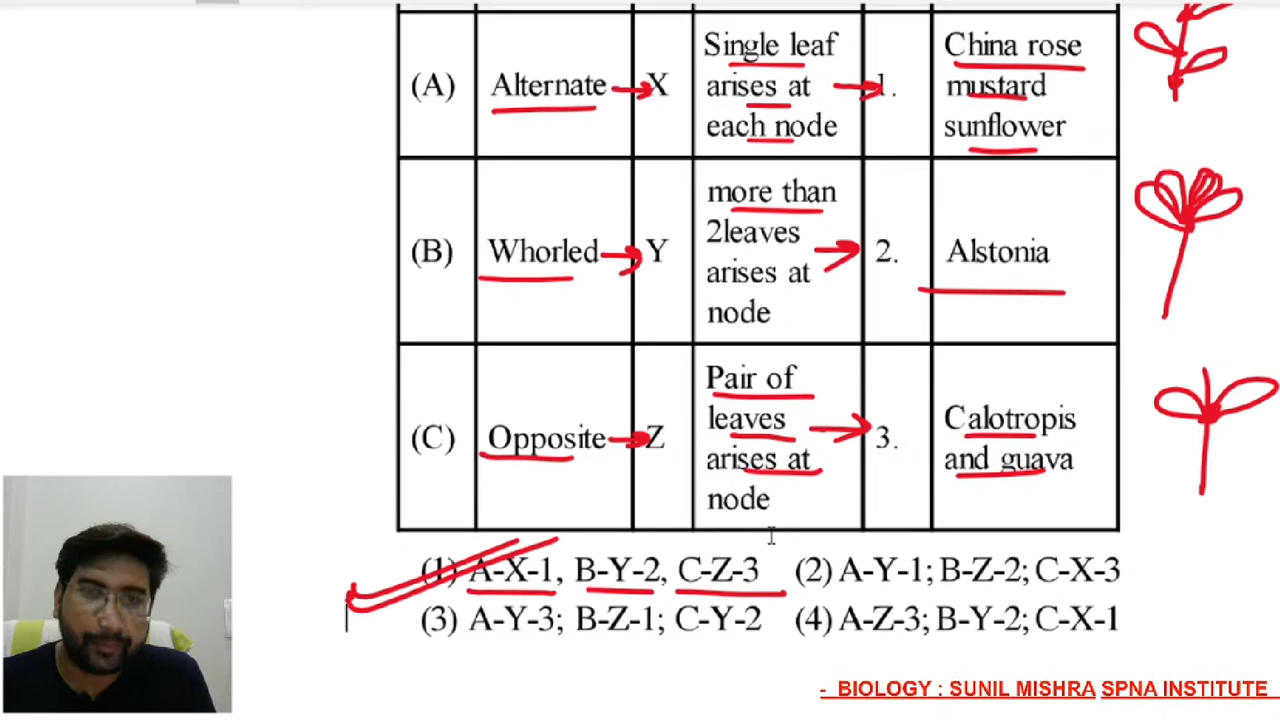 (A) Alternate X Single leaf arises at each node 1. China rose mustard sunflower
(B) Whorled Y more than 2leaves arises at node 2. Alstonia
(C) Opposite Z Pair of leaves arises at node 3. Calotropis and guava
(1) A-X-1, B-Y-2, C-Z-3 (2) A-Y-1; B-Z-2; C-X-3
(3) A-Y-3; B-Z-1; C-Y-2 (4) A-Z-3; B-Y-2; C-X-1
- BIOLOGY : SUNIL MISHRA SPNA INSTITUTE